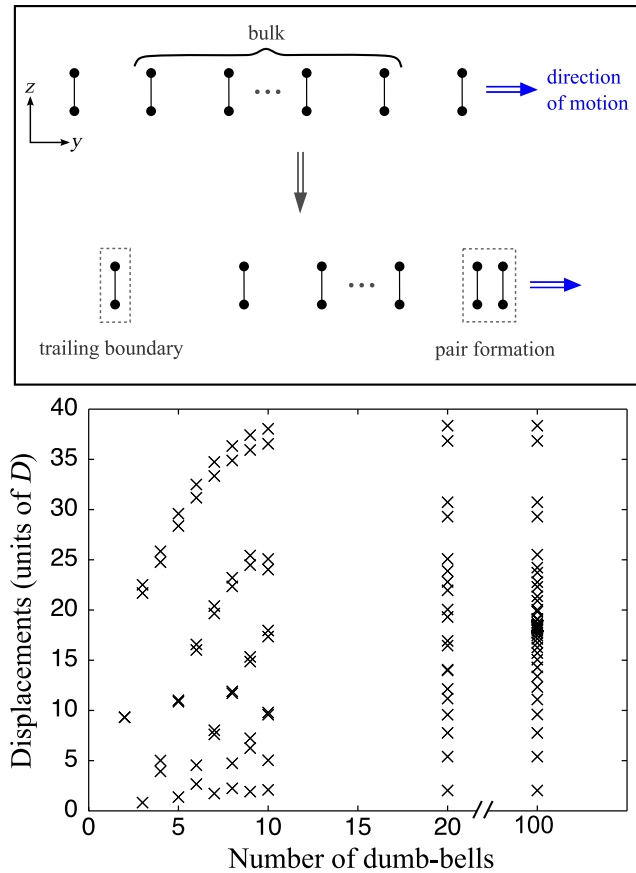 bulk
z
y
direction
of motion
trailing boundary
pair formation
Displacements (units of D)
40
35
30
25
20
15
10
5
0
0 5 10 15 20 100
Number of dumb-bells